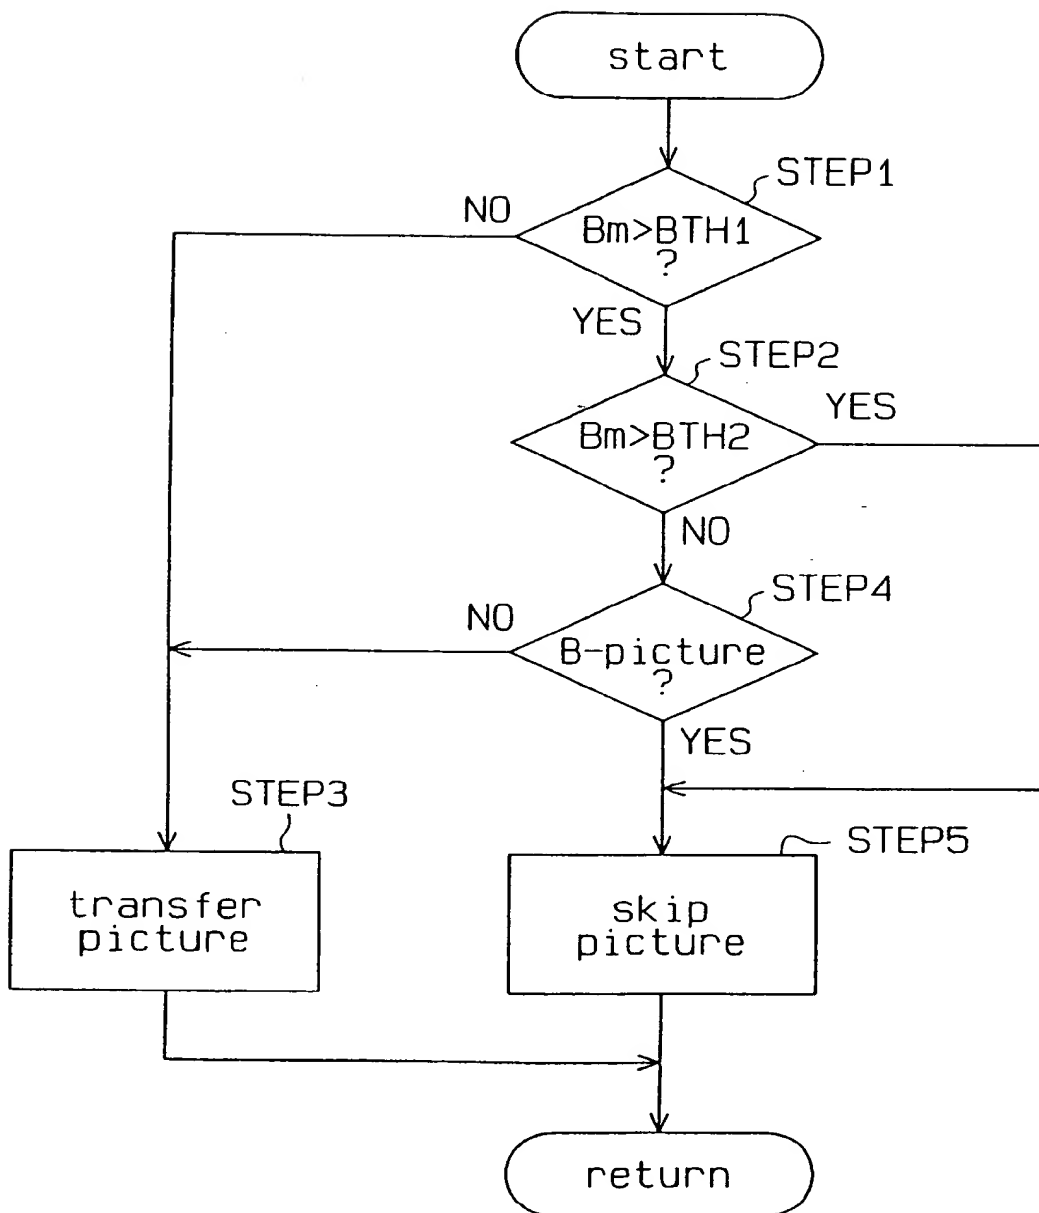 start
STEP1
NO
Bm>BTH1
?
YES
STEP2
YES
Bm>BTH2
?
NO
STEP4
NO
B-picture
?
YES
STEP3
STEP5
transfer
picture
skip
picture
return